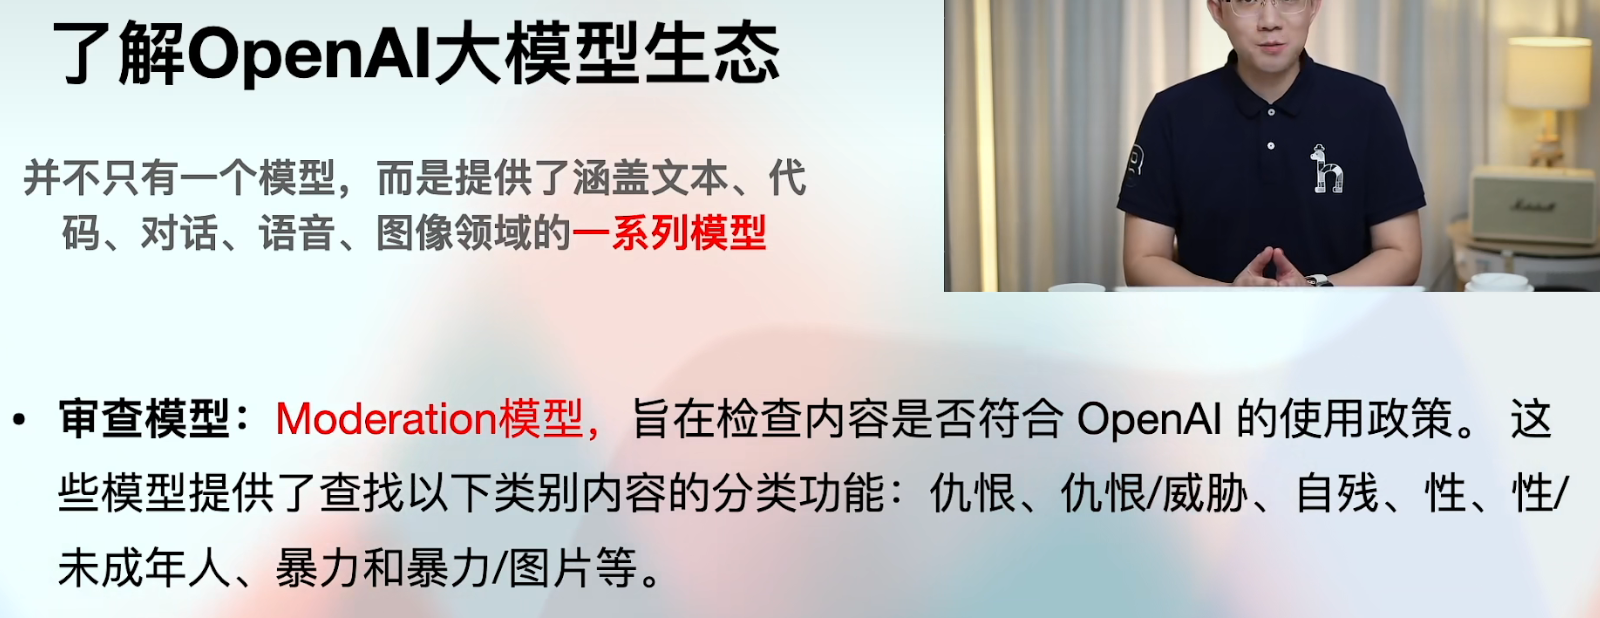 了解OpenAI大模型生态
并不只有一个模型，而是提供了涵盖文本、代
码、对话、语音、图像领域的一系列模型
Marshall
• 审查模型：Moderation模型，旨在检查内容是否符合 OpenAI 的使用政策。 这
些模型提供了查找以下类别内容的分类功能：仇恨、仇恨/威胁、自残、性、性/
未成年人、暴力和暴力/图片等。